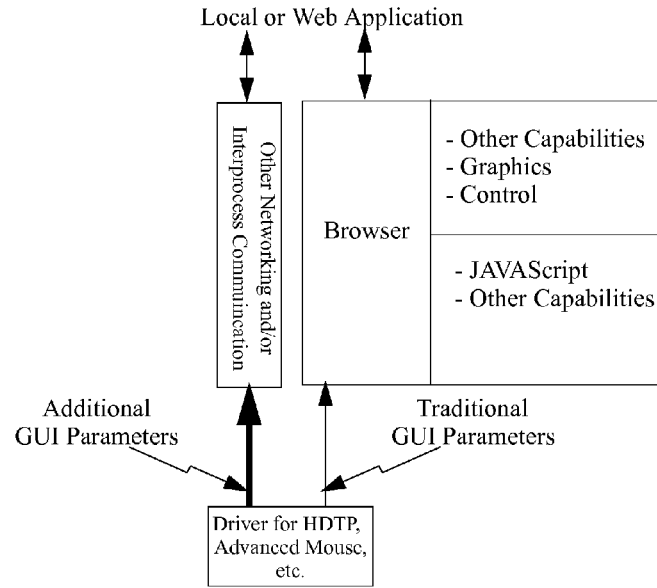 Local or Web Application
Other Networking and/or
Interprocess Commuincation
Browser
- Other Capabilities
- Graphics
- Control
- JAVAScript
- Other Capabilities
Additional
GUI Parameters
Traditional
GUI Parameters
Driver for HDTP,
Advanced Mouse,
etc.